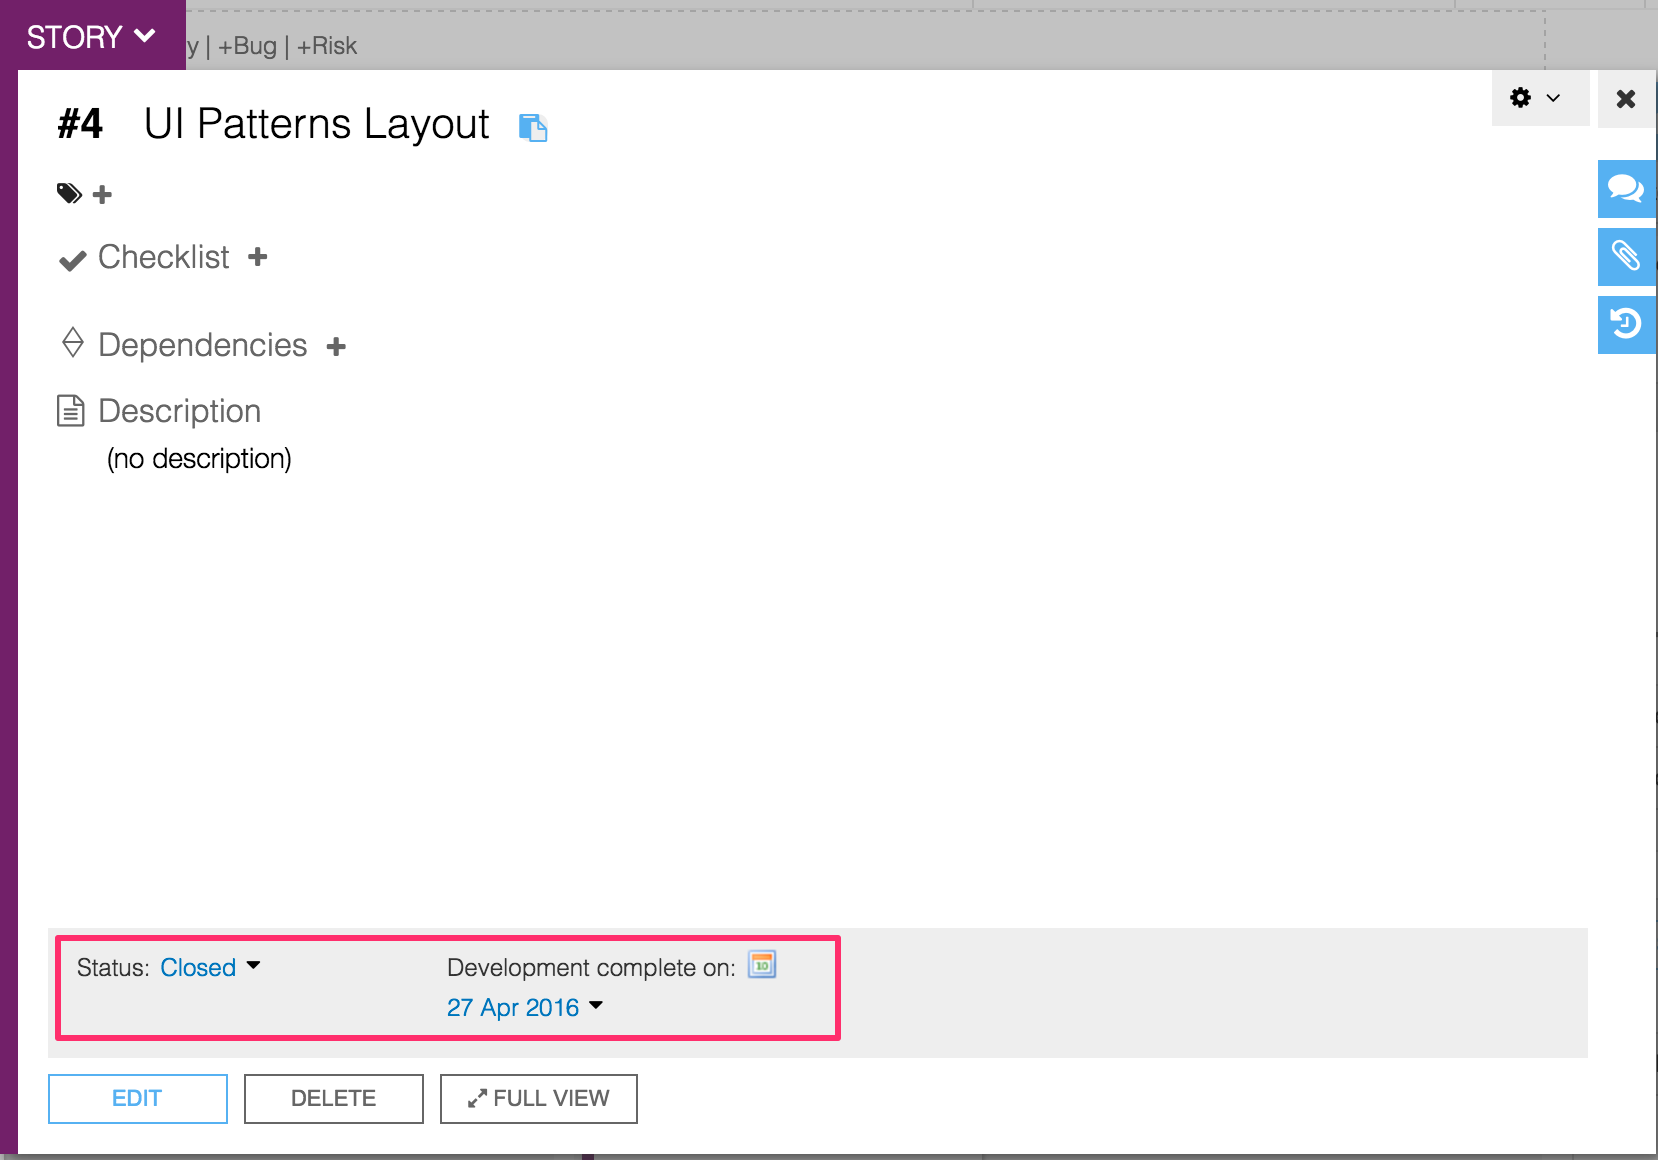 STORY
y | +Bug | +Risk
#4 UI Patterns Layout
Checklist
Dependencies
Description
(no description)
Status: Closed
Development complete on: 10
27 Apr 2016
EDIT DELETE FULL VIEW